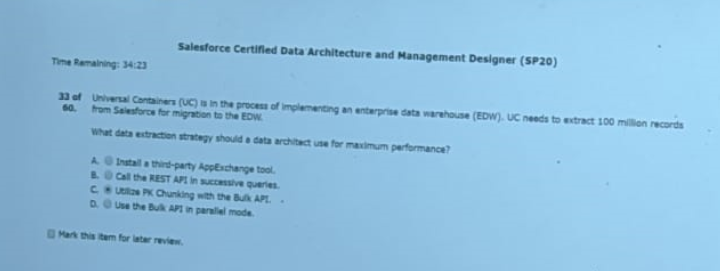 Salesforce Certified Data Architecture and Management Designer (SP20)
Time Remaining: 34:23
33 of 60. Universal Containers (UC) is in the process of implementing an enterprise data warehouse (EDW). UC needs to extract 100 million records
from Salesforce for migration to the EDW.
What data extraction strategy should a data architect use for maximum performance?
A. Install a third-party AppExchange tool.
B. Call the REST API in successive queries.
C. Utilize PK Chunking with the Bulk API.
D. Use the Bulk API in parallel mode.
Mark this item for later review.